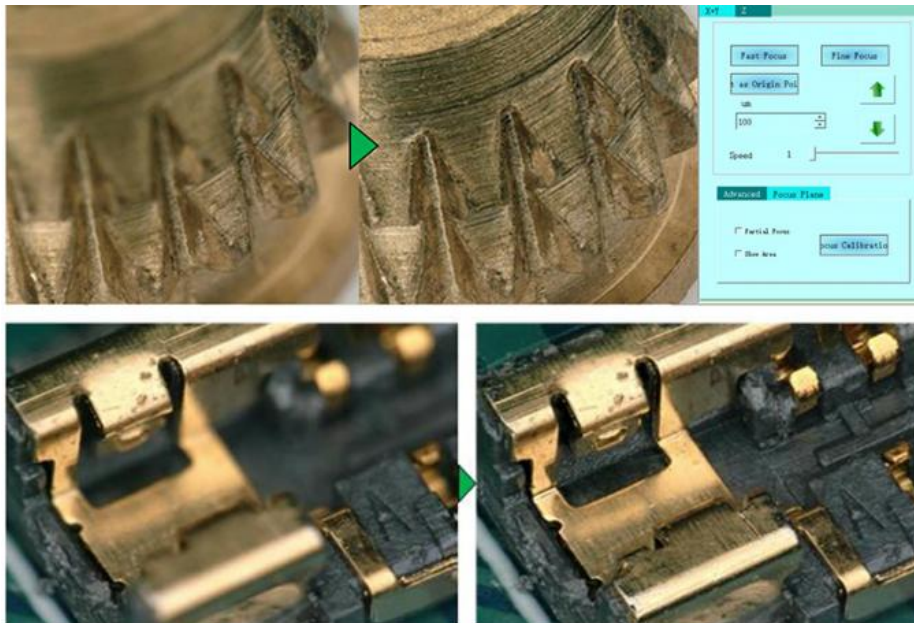 X+Y Z
Fast Focus Fine Focus
t as Origin Poi
um
100
Speed 1
Advanced Focus Plane
Partial Focus
Show Area
ocus Calibratio